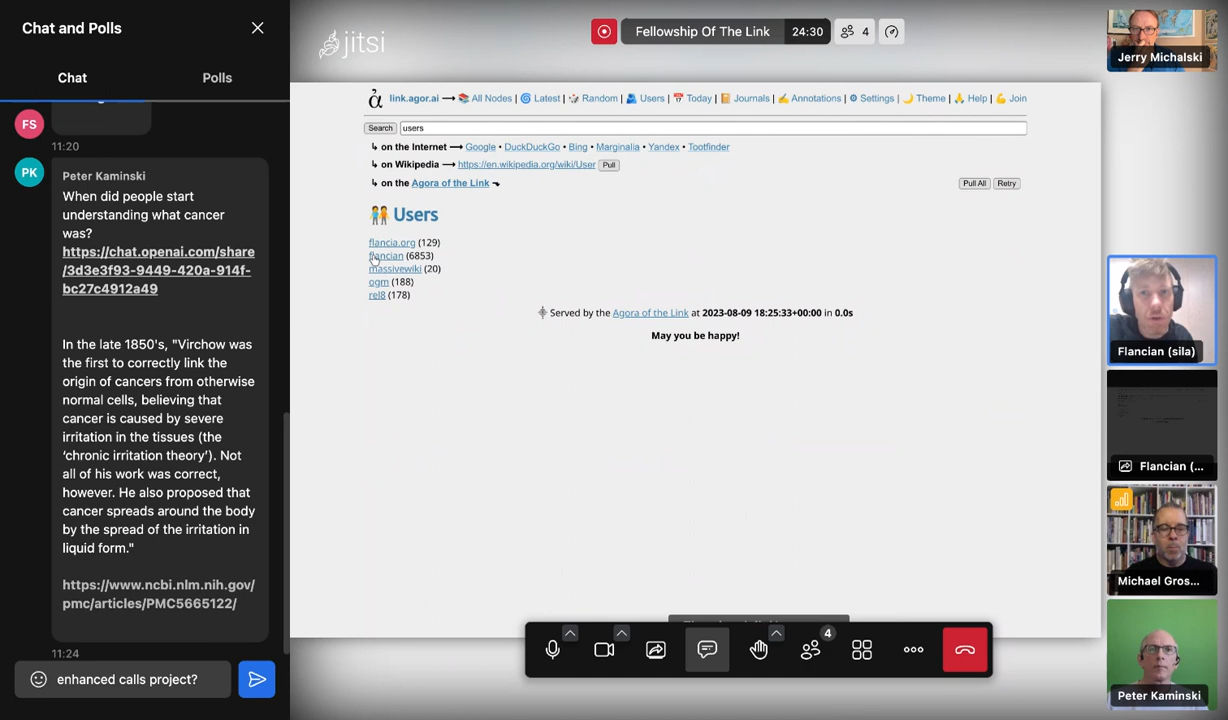 Chat and Polls
Chat
Polls
FS
11:20
PK
Peter Kaminski
When did people start
understanding what cancer
was?
https://chat.openai.com/share
/3d3e3f93-9449-420a-914f-
bc27c4912a49
In the late 1850's, "Virchow was
the first to correctly link the
origin of cancers from otherwise
normal cells, believing that
cancer is caused by severe
irritation in the tissues (the
‘chronic irritation theory’). Not
all of his work was correct,
however. He also proposed that
cancer spreads around the body
by the spread of the irritation in
liquid form."
https://www.ncbi.nlm.nih.gov/
pmc/articles/PMC5665122/
11:24
enhanced calls project?
jitsi
Fellowship Of The Link
24:30
4
ἀ link.agor.ai ⟶ 📚 All Nodes | Latest | Random | Users | Today | Journals | Annotations | Settings | Theme | Help | Join
Search users
↳ on the Internet ⟶ Google • DuckDuckGo • Bing • Marginalia • Yandex • Tootfinder
↳ on Wikipedia ⟶ https://en.wikipedia.org/wiki/User Pull
↳ on the Agora of the Link Pull All Retry
Users
flancia.org (129)
flancian (6853)
massivewiki (20)
ogm (188)
rel8 (178)
Served by the Agora of the Link at 2023-08-09 18:25:33+00:00 in 0.0s
May you be happy!
4
Jerry Michalski
Flancian (sila)
Flancian (...
Michael Gros...
Peter Kaminski